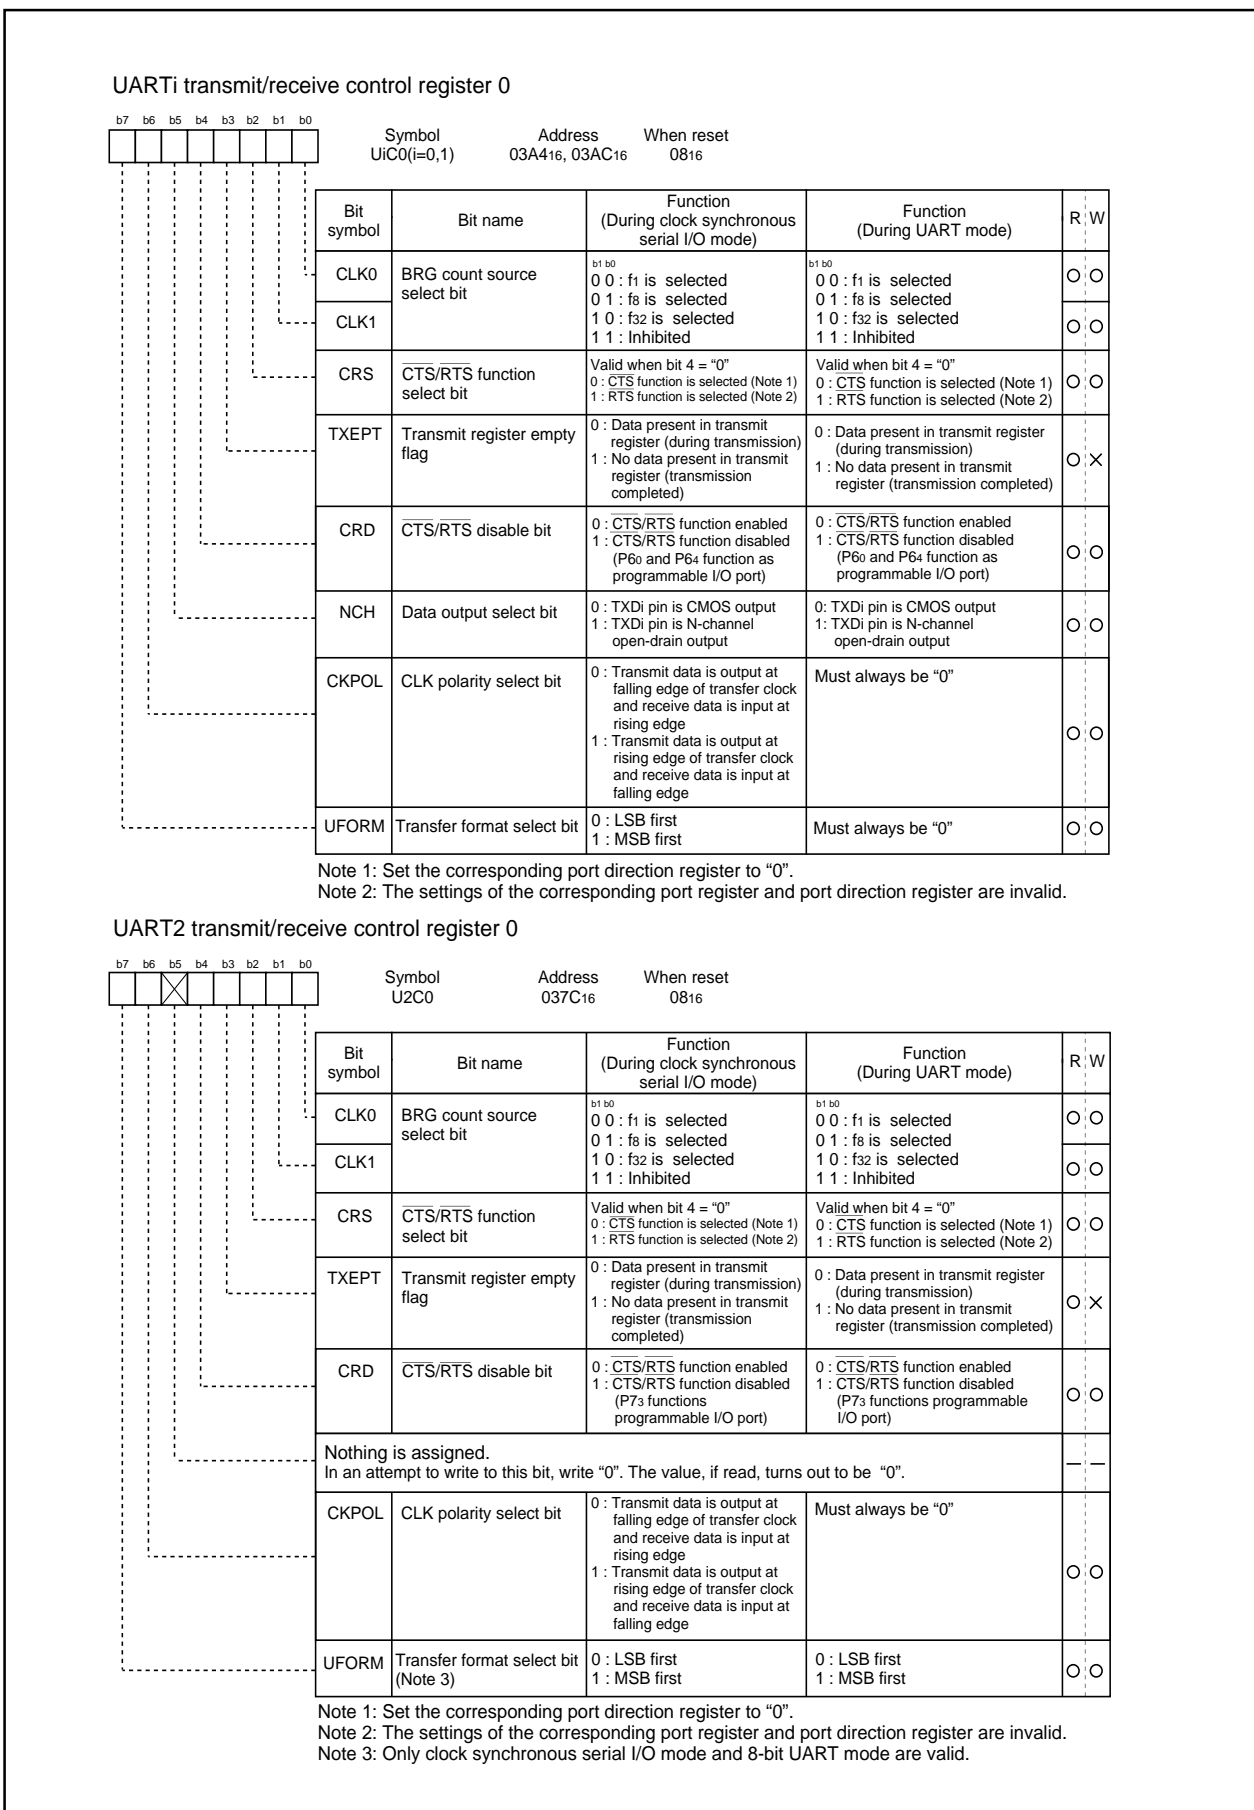 UARTi transmit/receive control register 0
b7 b6 b5 b4 b3 b2 b1 b0
Symbol Address When reset
UiC0(i=0,1) 03A416, 03AC16 0816
Bit symbol Bit name Function (During clock synchronous serial I/O mode) Function (During UART mode) R W
CLK0 BRG count source select bit
CLK1
b1 b0
0 0 : f1 is selected
0 1 : f8 is selected
1 0 : f32 is selected
1 1 : Inhibited
b1 b0
0 0 : f1 is selected
0 1 : f8 is selected
1 0 : f32 is selected
1 1 : Inhibited
CRS CTS/RTS function select bit
Valid when bit 4 = “0”
0 : CTS function is selected (Note 1)
1 : RTS function is selected (Note 2)
Valid when bit 4 = “0”
0 : CTS function is selected (Note 1)
1 : RTS function is selected (Note 2)
TXEPT Transmit register empty flag
0 : Data present in transmit
register (during transmission)
1 : No data present in transmit
register (transmission
completed)
0 : Data present in transmit register
(during transmission)
1 : No data present in transmit
register (transmission completed)
CRD CTS/RTS disable bit
0 : CTS/RTS function enabled
1 : CTS/RTS function disabled
(P60 and P64 function as
programmable I/O port)
0 : CTS/RTS function enabled
1 : CTS/RTS function disabled
(P60 and P64 function as
programmable I/O port)
NCH Data output select bit
0 : TXDi pin is CMOS output
1 : TXDi pin is N-channel
open-drain output
0: TXDi pin is CMOS output
1: TXDi pin is N-channel
open-drain output
CKPOL CLK polarity select bit
0 : Transmit data is output at
falling edge of transfer clock
and receive data is input at
rising edge
1 : Transmit data is output at
rising edge of transfer clock
and receive data is input at
falling edge
Must always be “0”
UFORM Transfer format select bit
0 : LSB first
1 : MSB first
Must always be “0”
Note 1: Set the corresponding port direction register to “0”.
Note 2: The settings of the corresponding port register and port direction register are invalid.
UART2 transmit/receive control register 0
b7 b6 b5 b4 b3 b2 b1 b0
Symbol Address When reset
U2C0 037C16 0816
Bit symbol Bit name Function (During clock synchronous serial I/O mode) Function (During UART mode) R W
CLK0 BRG count source select bit
CLK1
b1 b0
0 0 : f1 is selected
0 1 : f8 is selected
1 0 : f32 is selected
1 1 : Inhibited
b1 b0
0 0 : f1 is selected
0 1 : f8 is selected
1 0 : f32 is selected
1 1 : Inhibited
CRS CTS/RTS function select bit
Valid when bit 4 = “0”
0 : CTS function is selected (Note 1)
1 : RTS function is selected (Note 2)
Valid when bit 4 = “0”
0 : CTS function is selected (Note 1)
1 : RTS function is selected (Note 2)
TXEPT Transmit register empty flag
0 : Data present in transmit
register (during transmission)
1 : No data present in transmit
register (transmission
completed)
0 : Data present in transmit register
(during transmission)
1 : No data present in transmit
register (transmission completed)
CRD CTS/RTS disable bit
0 : CTS/RTS function enabled
1 : CTS/RTS function disabled
(P73 functions
programmable I/O port)
0 : CTS/RTS function enabled
1 : CTS/RTS function disabled
(P73 functions programmable
I/O port)
Nothing is assigned.
In an attempt to write to this bit, write “0”. The value, if read, turns out to be “0”.
CKPOL CLK polarity select bit
0 : Transmit data is output at
falling edge of transfer clock
and receive data is input at
rising edge
1 : Transmit data is output at
rising edge of transfer clock
and receive data is input at
falling edge
Must always be “0”
UFORM Transfer format select bit (Note 3)
0 : LSB first
1 : MSB first
0 : LSB first
1 : MSB first
Note 1: Set the corresponding port direction register to “0”.
Note 2: The settings of the corresponding port register and port direction register are invalid.
Note 3: Only clock synchronous serial I/O mode and 8-bit UART mode are valid.